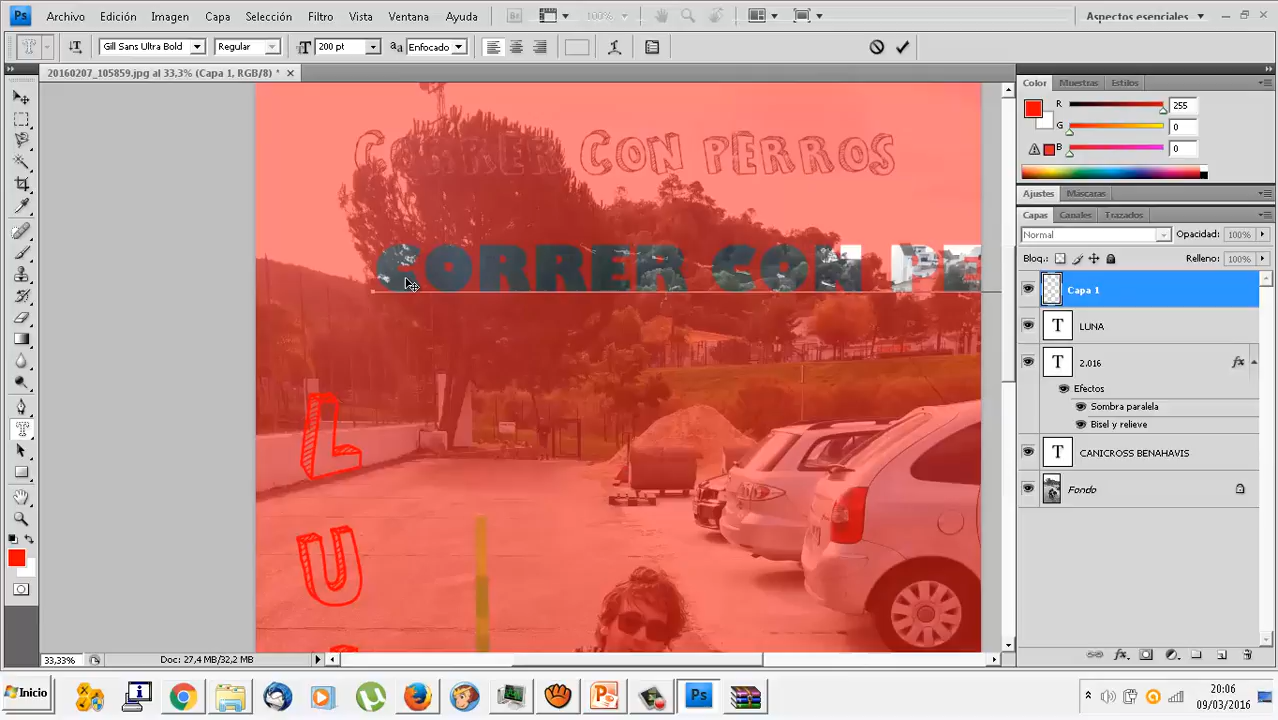 Ps Archivo Edición Imagen Capa Selección Filtro Vista Ventana Ayuda Br 100% Aspectos esenciales
T Gill Sans Ultra Bold Regular 200 pt Enfocado
20160207_105859.jpg al 33,3% (Capa 1, RGB/8) *
Color Muestras Estilos
R 255
G 0
B 0
Ajustes Máscaras
Capas Canales Trazados
Normal Opacidad: 100%
Bloq.: Relleno: 100%
Capa 1
T LUNA
T 2.016 fx
Efectos
Sombra paralela
Bisel y relieve
T CANICROSS BENAHAVIS
Fondo
CORRER CON PERROS
CORRER CON PE
L
U
33,33% Doc: 27,4 MB/32,2 MB
Inicio 20:06
09/03/2016